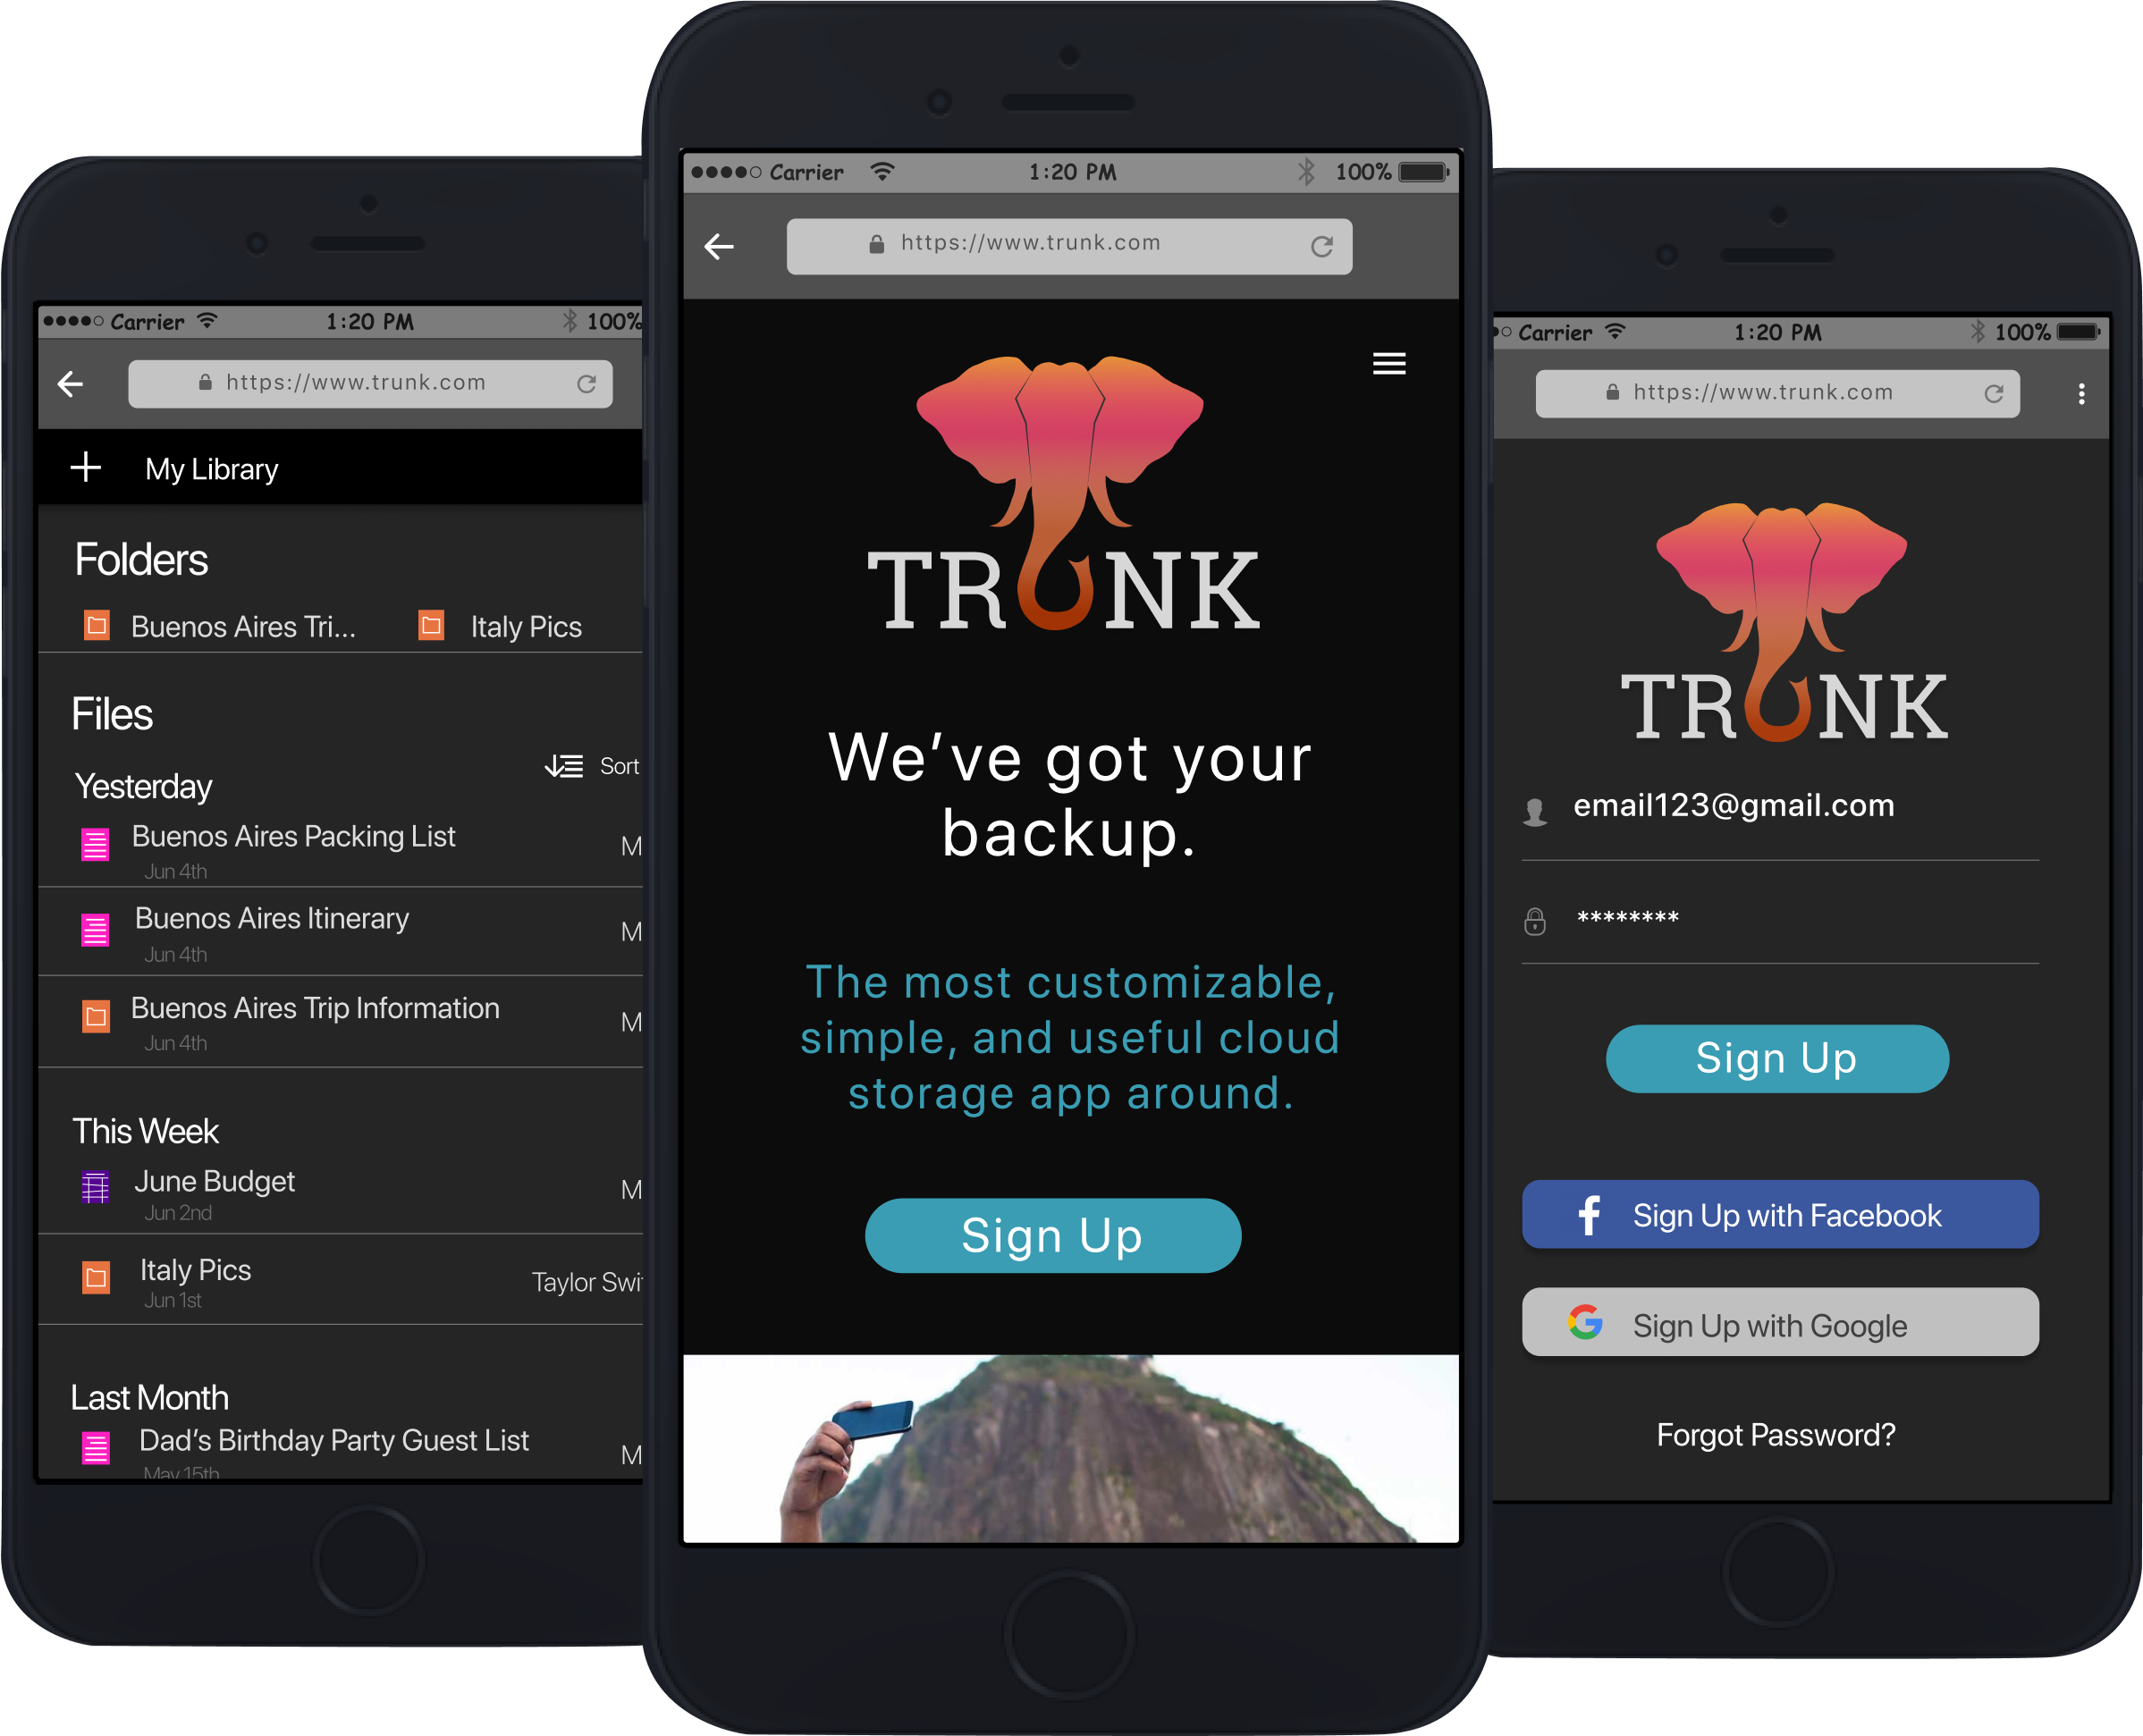 Carrier 1:20 PM 100%
https://www.trunk.com
My Library
Folders
Buenos Aires Tri... Italy Pics
Files
Sort
Yesterday
Buenos Aires Packing List M
Jun 4th
Buenos Aires Itinerary M
Jun 4th
Buenos Aires Trip Information M
Jun 4th
This Week
June Budget M
Jun 2nd
Italy Pics Taylor Swi
Jun 1st
Last Month
Dad’s Birthday Party Guest List M
May 15th
Carrier 1:20 PM 100%
https://www.trunk.com
TRUNK
We’ve got your
backup.
The most customizable,
simple, and useful cloud
storage app around.
Sign Up
Carrier 1:20 PM 100%
https://www.trunk.com
TRUNK
email123@gmail.com
********
Sign Up
f Sign Up with Facebook
G Sign Up with Google
Forgot Password?